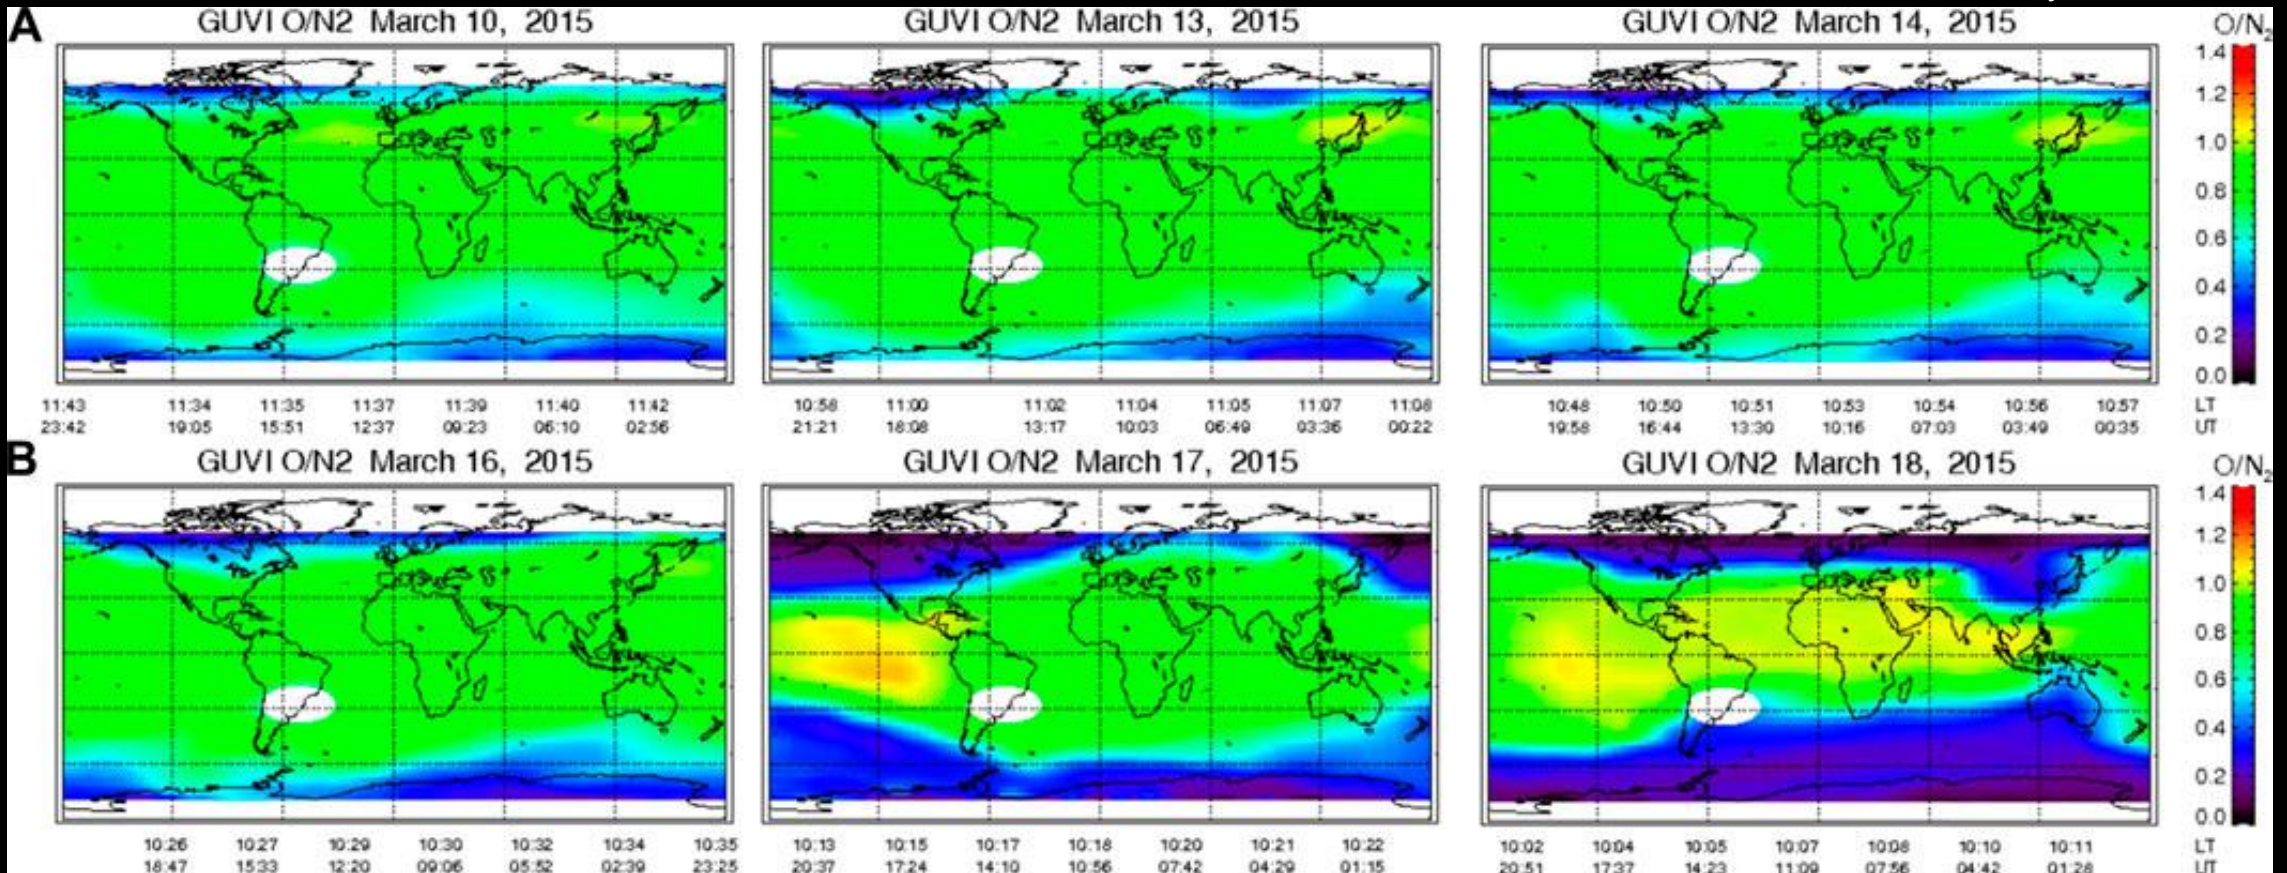 A
GUVI O/N2 March 10, 2015
GUVI O/N2 March 13, 2015
GUVI O/N2 March 14, 2015
O/N2
1.4
1.2
1.0
0.8
0.6
0.4
0.2
0.0
11:43 11:34 11:35 11:37 11:39 11:40 11:42
23:42 19:05 15:51 12:37 09:23 06:10 02:56
10:58 11:00 11:02 11:04 11:05 11:07 11:08
21:21 18:08 13:17 10:03 06:49 03:36 00:22
10:48 10:50 10:51 10:53 10:54 10:56 10:57
19:58 16:44 13:30 10:16 07:03 03:49 00:35
LT
UT
B
GUVI O/N2 March 16, 2015
GUVI O/N2 March 17, 2015
GUVI O/N2 March 18, 2015
O/N2
1.4
1.2
1.0
0.8
0.6
0.4
0.2
0.0
10:26 10:27 10:29 10:30 10:32 10:34 10:35
18:47 15:33 12:20 09:06 05:52 02:39 23:25
10:13 10:15 10:17 10:18 10:20 10:21 10:22
20:37 17:24 14:10 10:56 07:42 04:29 01:15
10:02 10:04 10:05 10:07 10:08 10:10 10:11
20:51 17:37 14:23 11:09 07:56 04:42 01:28
LT
UT